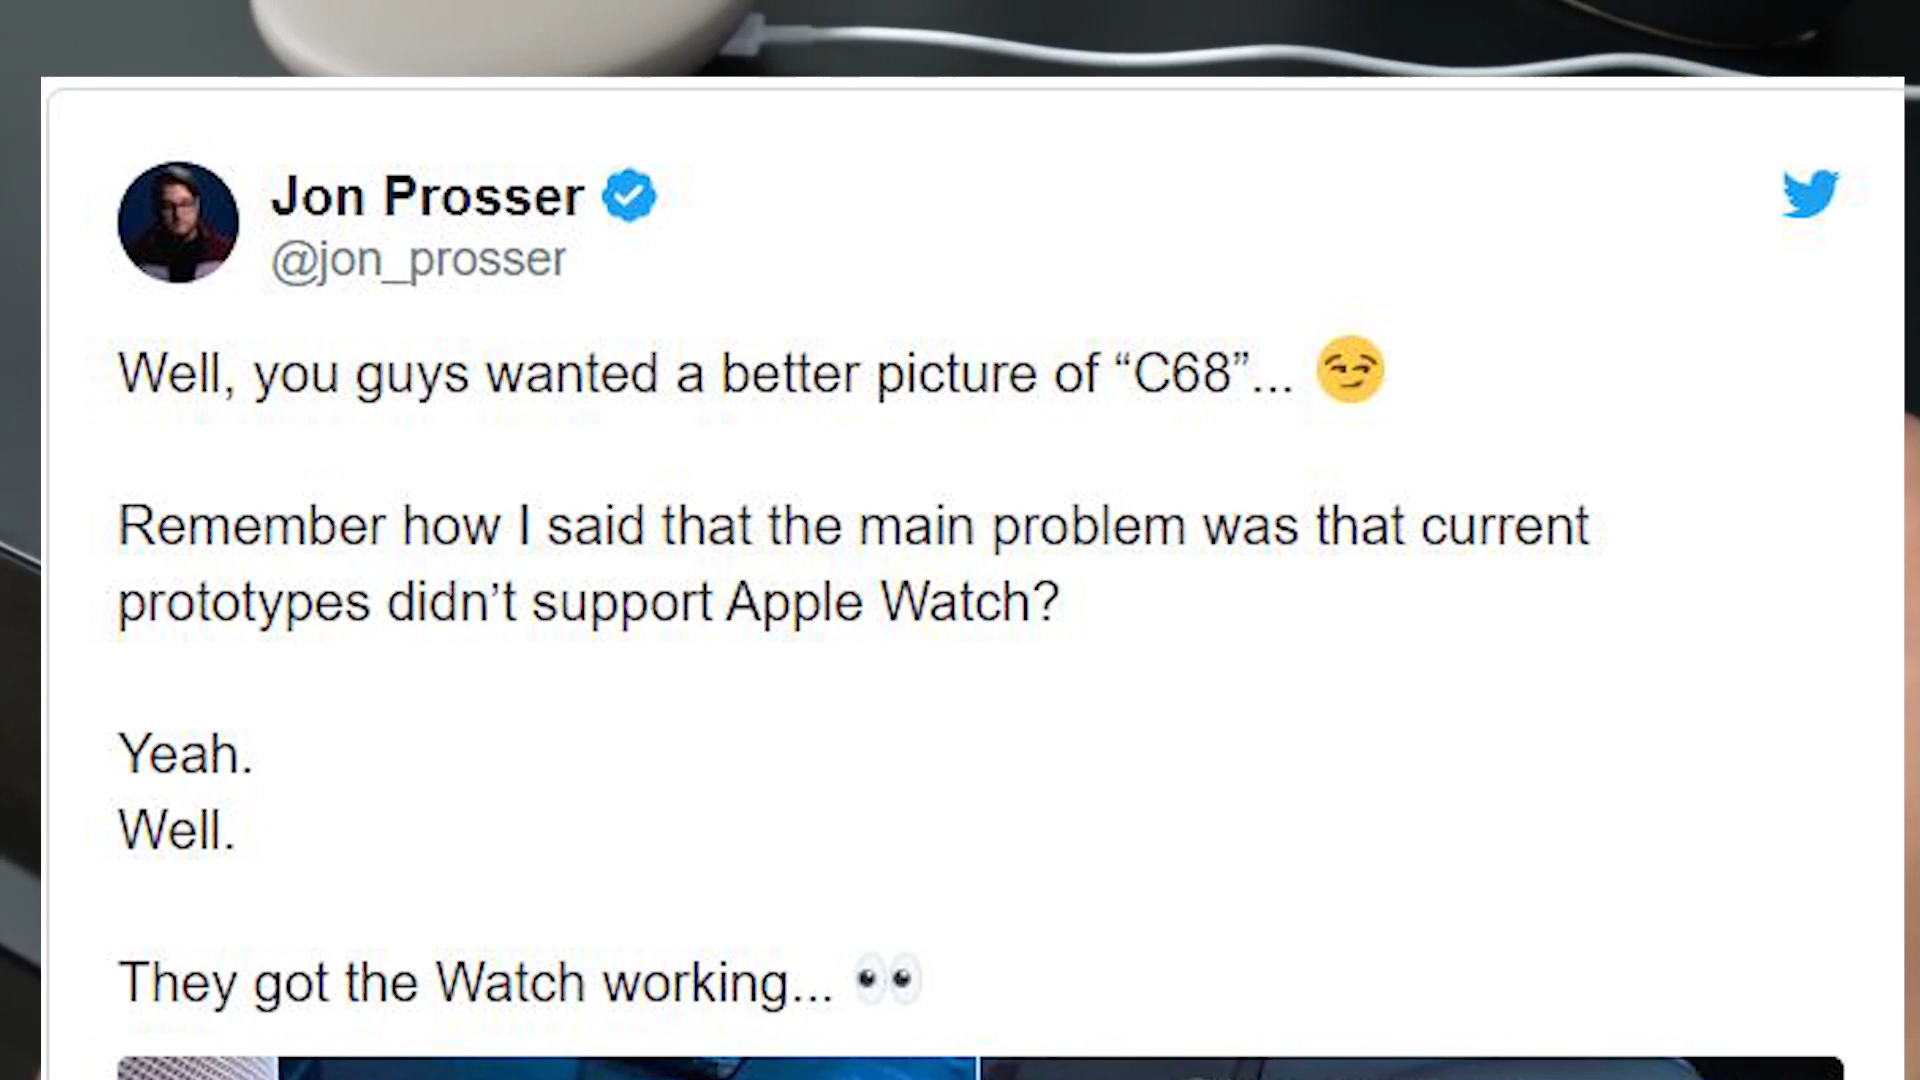 Jon Prosser
@jon_prosser
Well, you guys wanted a better picture of “C68”... 😏
Remember how I said that the main problem was that current
prototypes didn’t support Apple Watch?
Yeah.
Well.
They got the Watch working... 👀